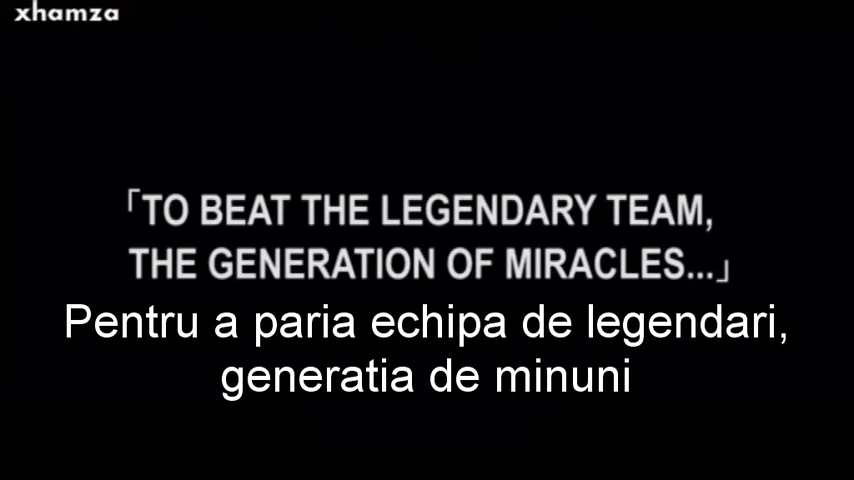 xhamza
「TO BEAT THE LEGENDARY TEAM,
THE GENERATION OF MIRACLES...」
Pentru a paria echipa de legendari,
generatia de minuni